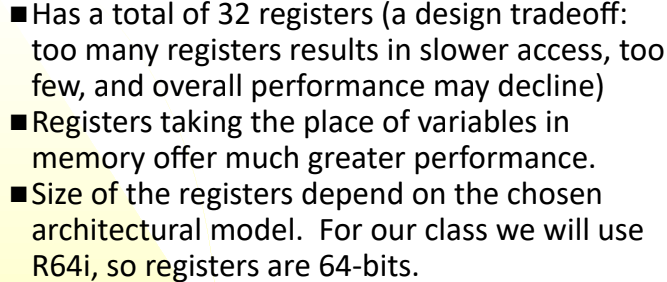 ■Has a total of 32 registers (a design tradeoff:
too many registers results in slower access, too
few, and overall performance may decline)
■Registers taking the place of variables in
memory offer much greater performance.
■Size of the registers depend on the chosen
architectural model.  For our class we will use
R64i, so registers are 64-bits.